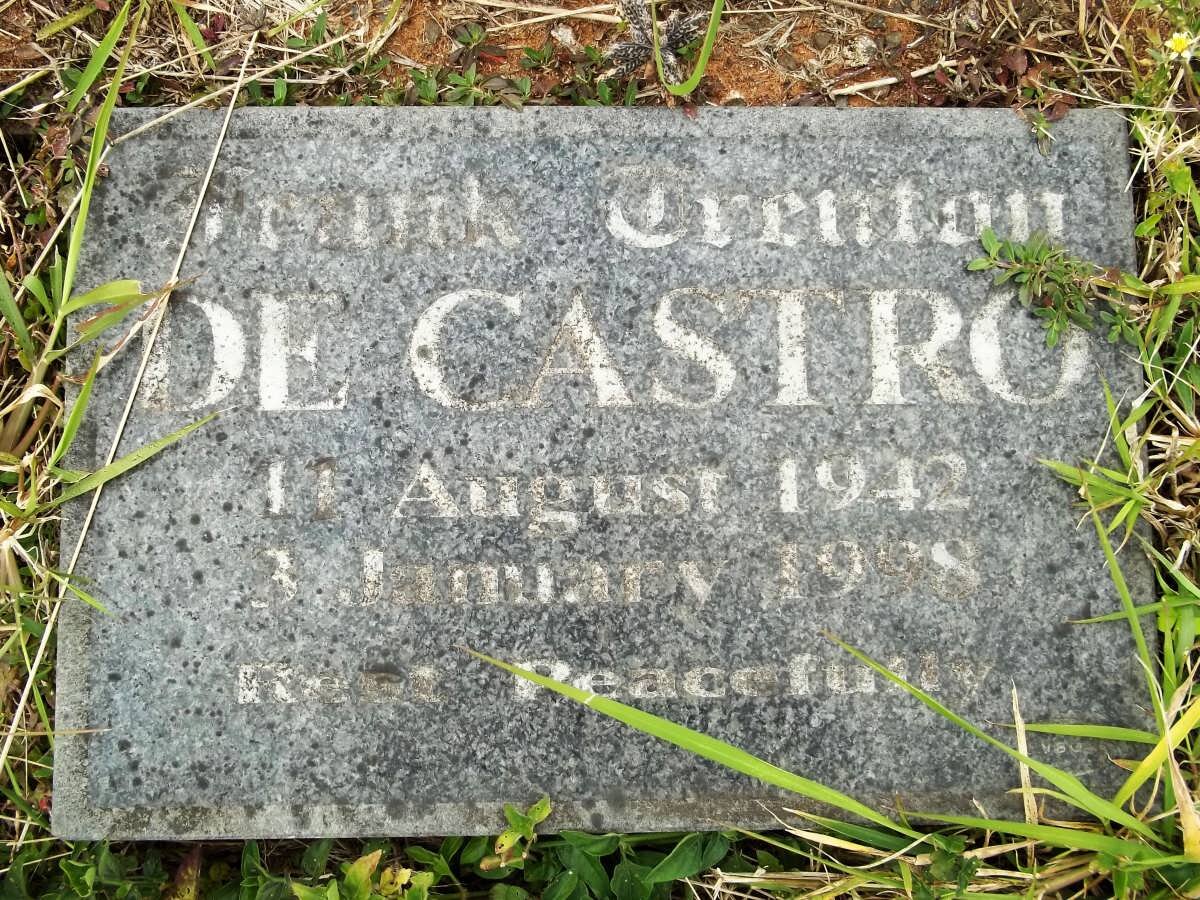 Frank Trenton
DE CASTRO
11 August 1942
3 January 1998
Rest Peacefully